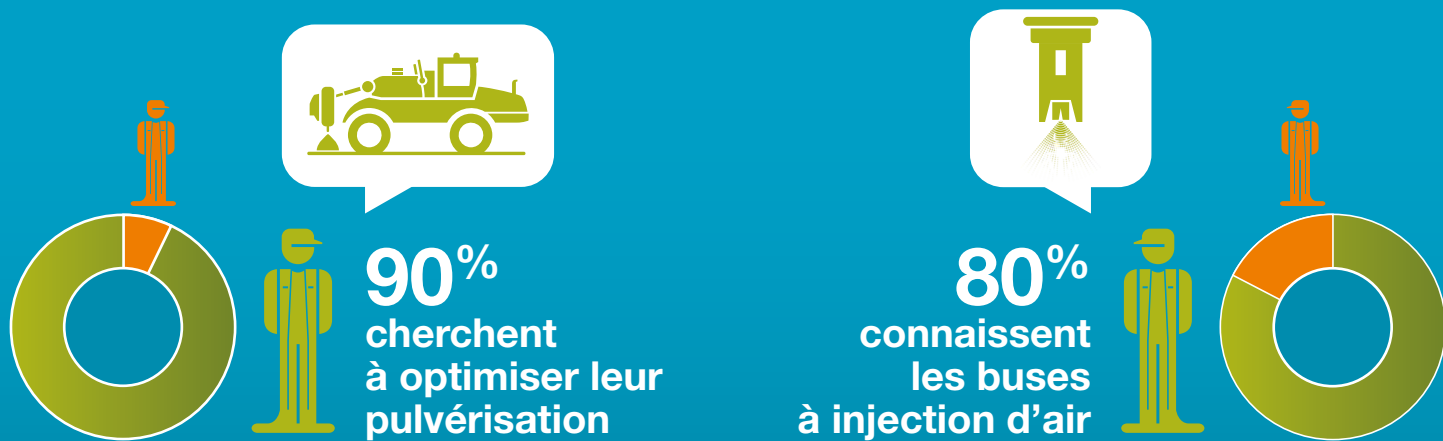 90%
cherchent
à optimiser leur
pulvérisation
80%
connaissent
les buses
à injection d'air